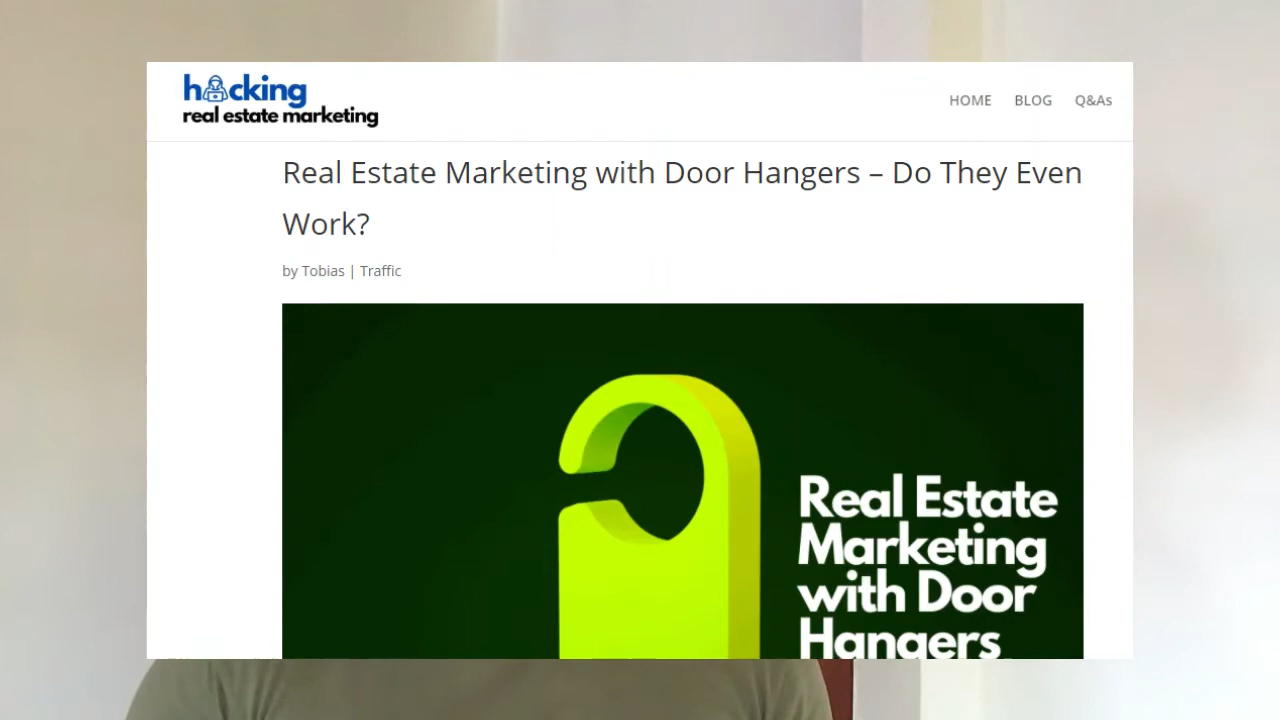 hacking
real estate marketing
HOME BLOG Q&As
Real Estate Marketing with Door Hangers – Do They Even
Work?
by Tobias | Traffic
Real Estate
Marketing
with Door
Hangers